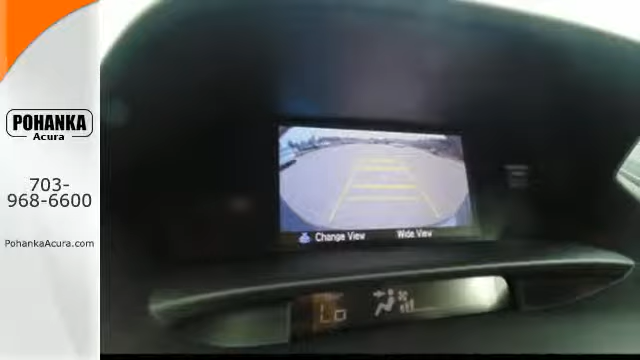 POHANKA
Acura
703-
968-6600
PohankaAcura.com
Change View
Wide View
Lo